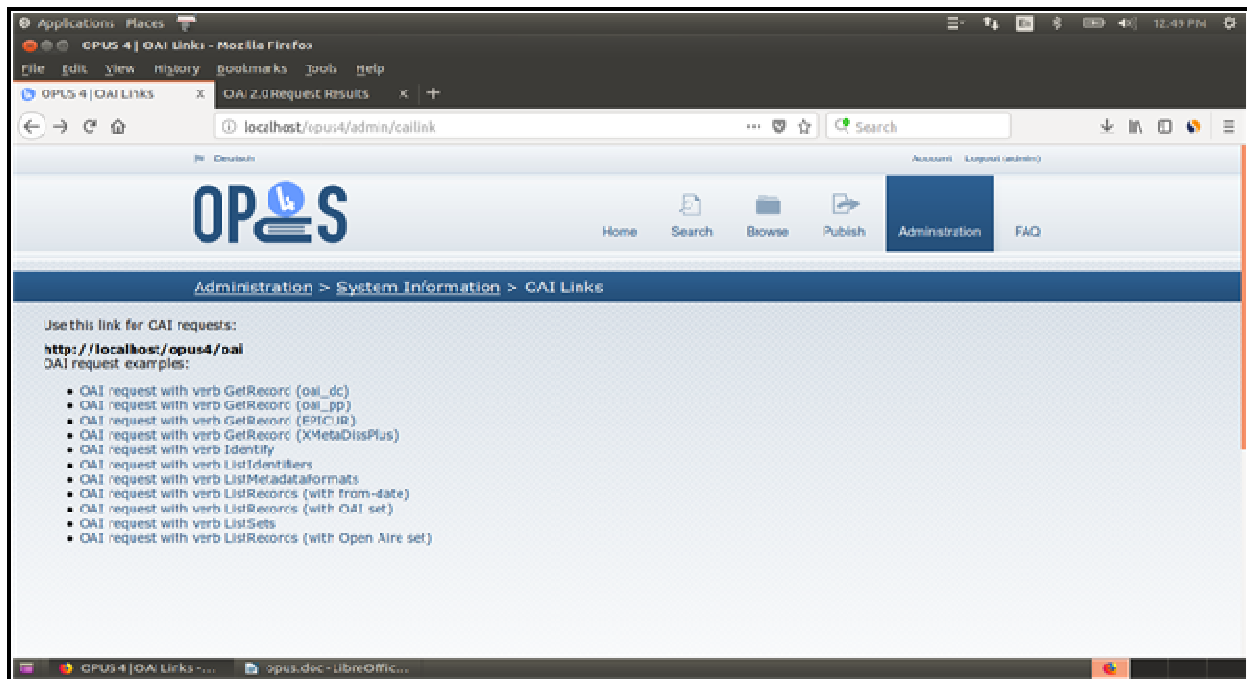 Applications Places 12:49 PM
OPUS 4 | OAI Links - Mozilla Firefox
File Edit View History Bookmarks Tools Help
OPUS 4 | OAI Links x OAI 2.0 Request Results x +
localhost/opus4/admin/oailink ... Search
Deutsch Account Logout (admin)
OPUS 4
Home Search Browse Publish Administration FAQ
Administration > System Information > OAI Links
Use this link for OAI requests:
http://localhost/opus4/oai
OAI request examples:
• OAI request with verb GetRecord (oai_dc)
• OAI request with verb GetRecord (oai_pp)
• OAI request with verb GetRecord (EPICUR)
• OAI request with verb GetRecord (XMetaDissPlus)
• OAI request with verb Identify
• OAI request with verb ListIdentifiers
• OAI request with verb ListMetadataFormats
• OAI request with verb ListRecords (with from-date)
• OAI request with verb ListRecords (with OAI set)
• OAI request with verb ListSets
• OAI request with verb ListRecords (with Open Aire set)
OPUS 4 | OAI Links -... opus.doc - LibreOffic...